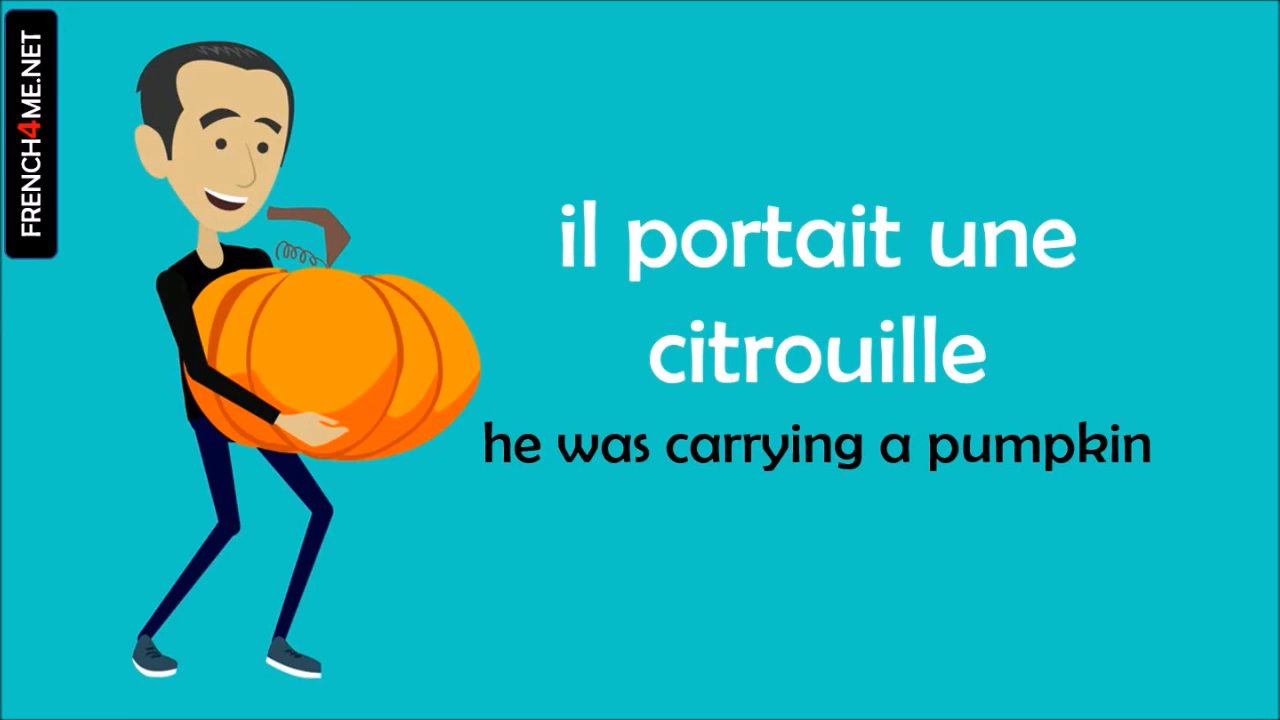 FRENCH4ME.NET
il portait une
citrouille
he was carrying a pumpkin